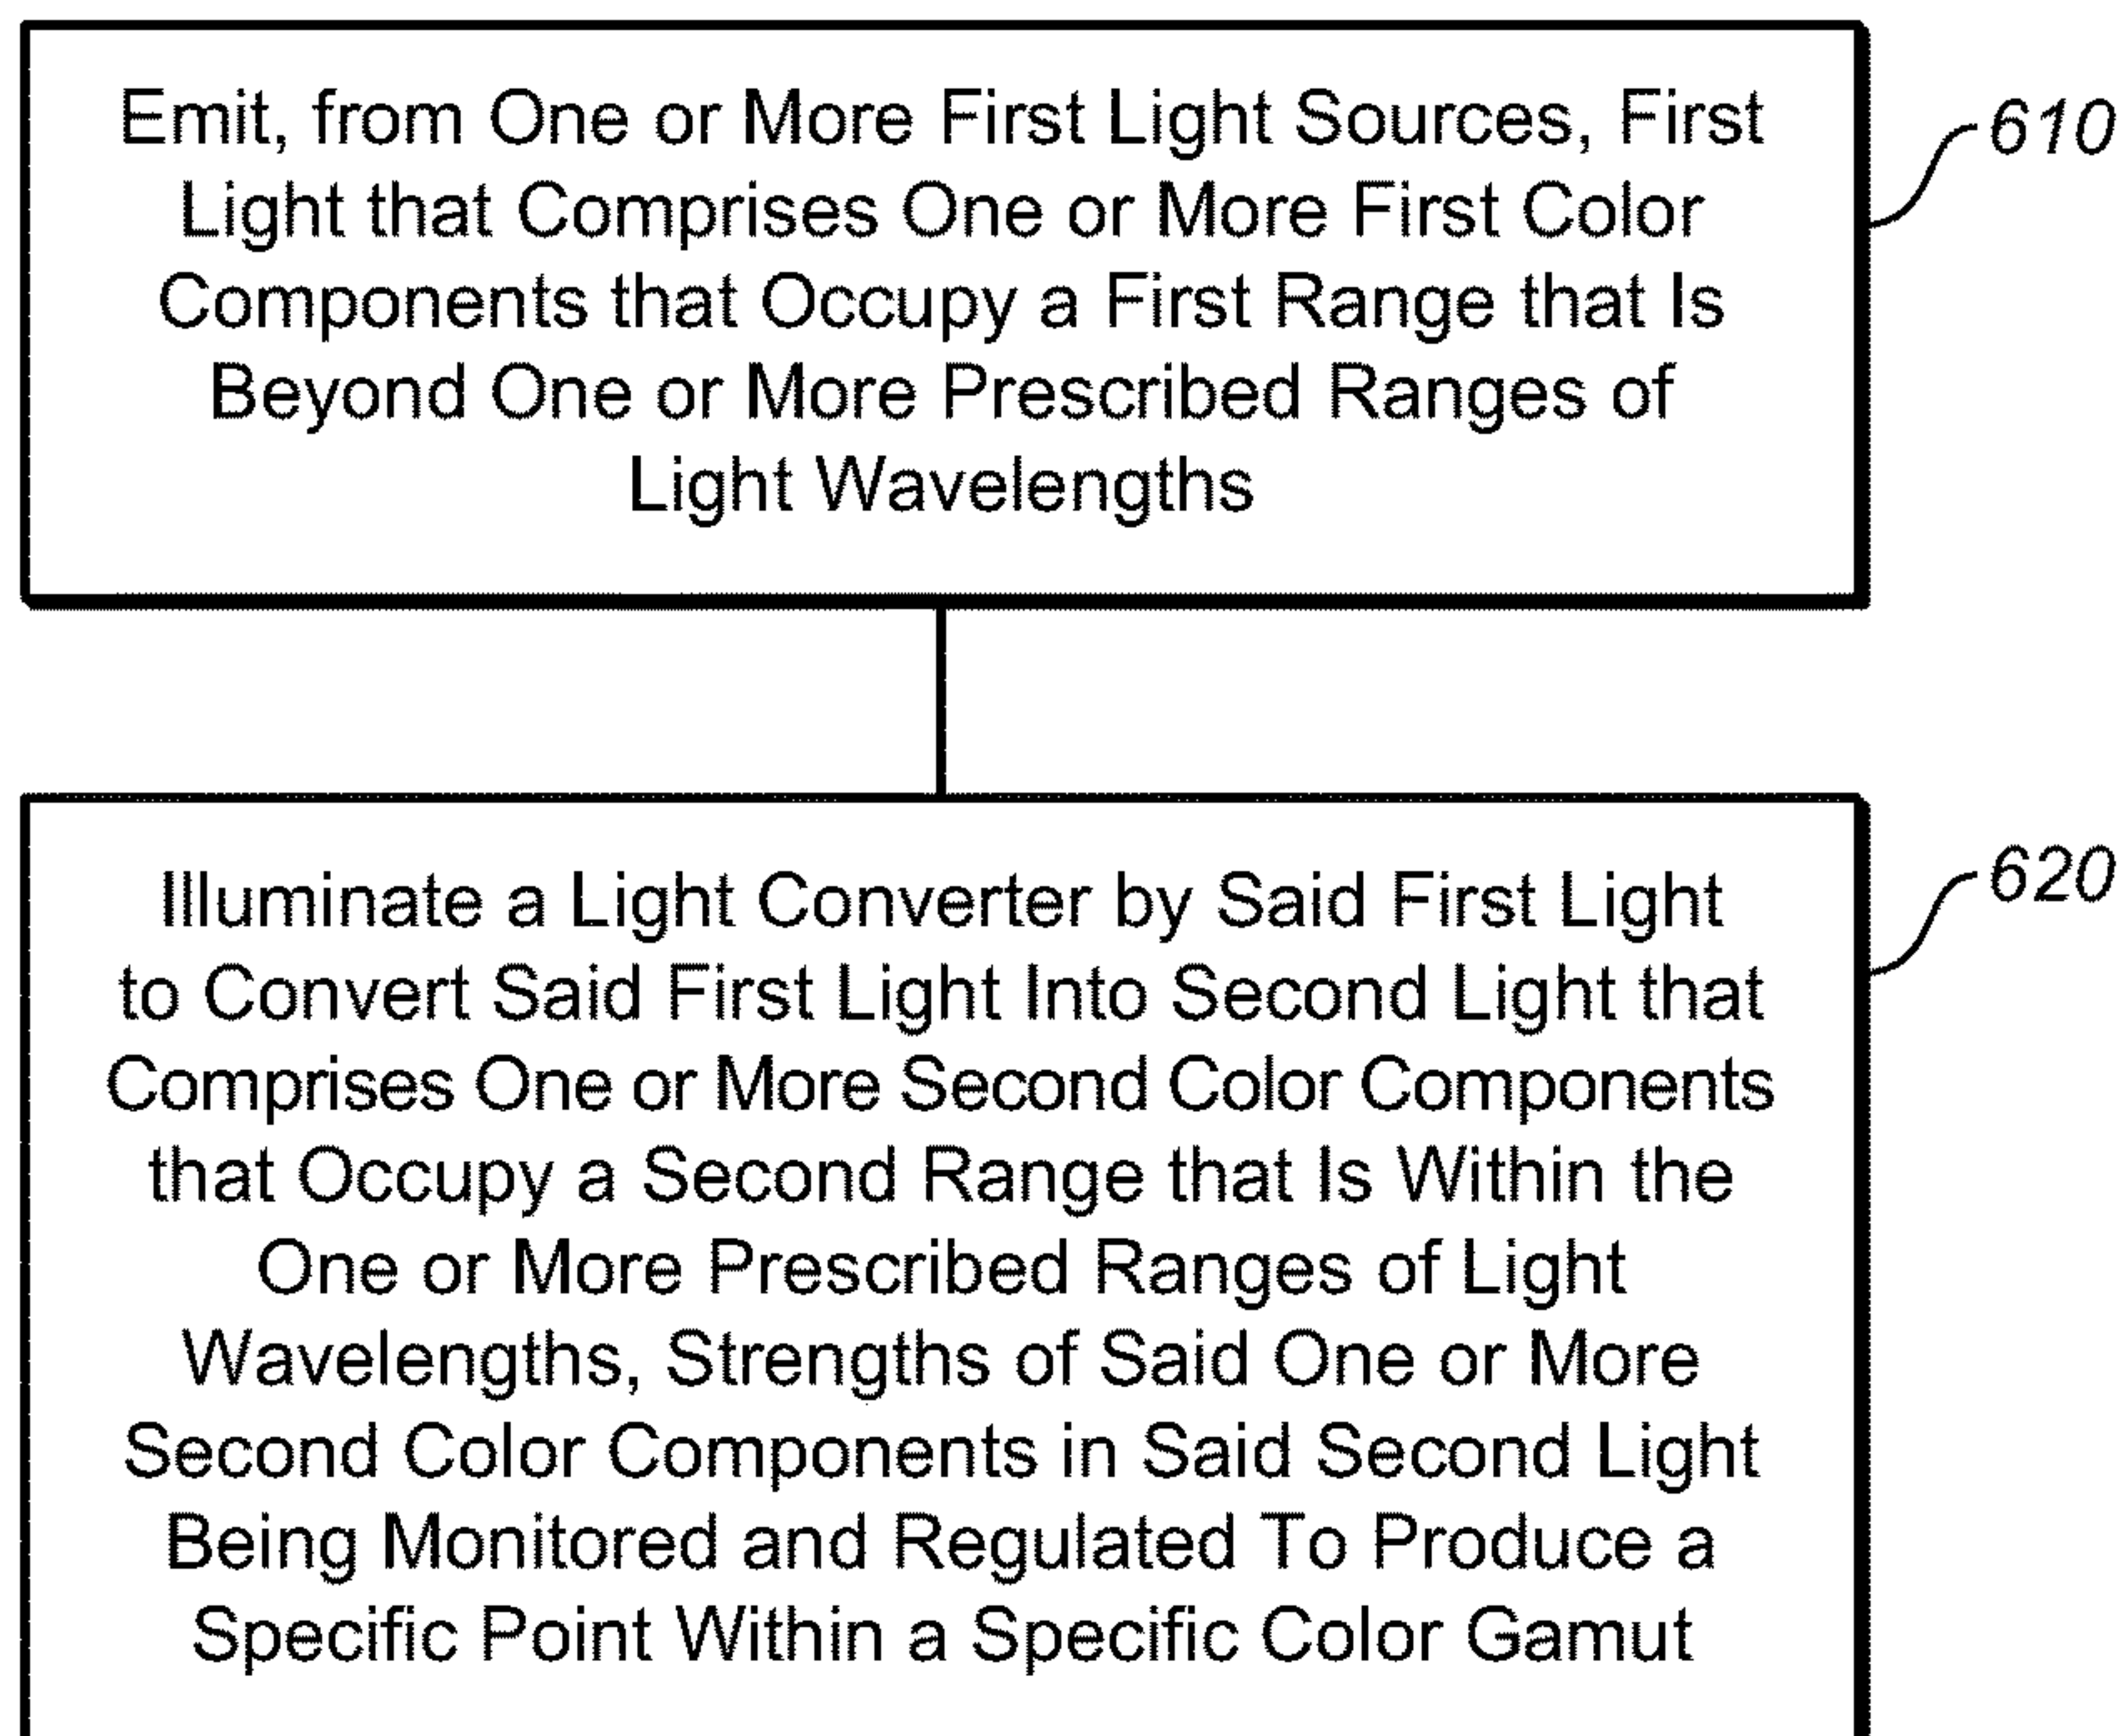 Emit, from One or More First Light Sources, First
Light that Comprises One or More First Color
Components that Occupy a First Range that Is
Beyond One or More Prescribed Ranges of
Light Wavelengths
610
Illuminate a Light Converter by Said First Light
to Convert Said First Light Into Second Light that
Comprises One or More Second Color Components
that Occupy a Second Range that Is Within the
One or More Prescribed Ranges of Light
Wavelengths, Strengths of Said One or More
Second Color Components in Said Second Light
Being Monitored and Regulated To Produce a
Specific Point Within a Specific Color Gamut
620